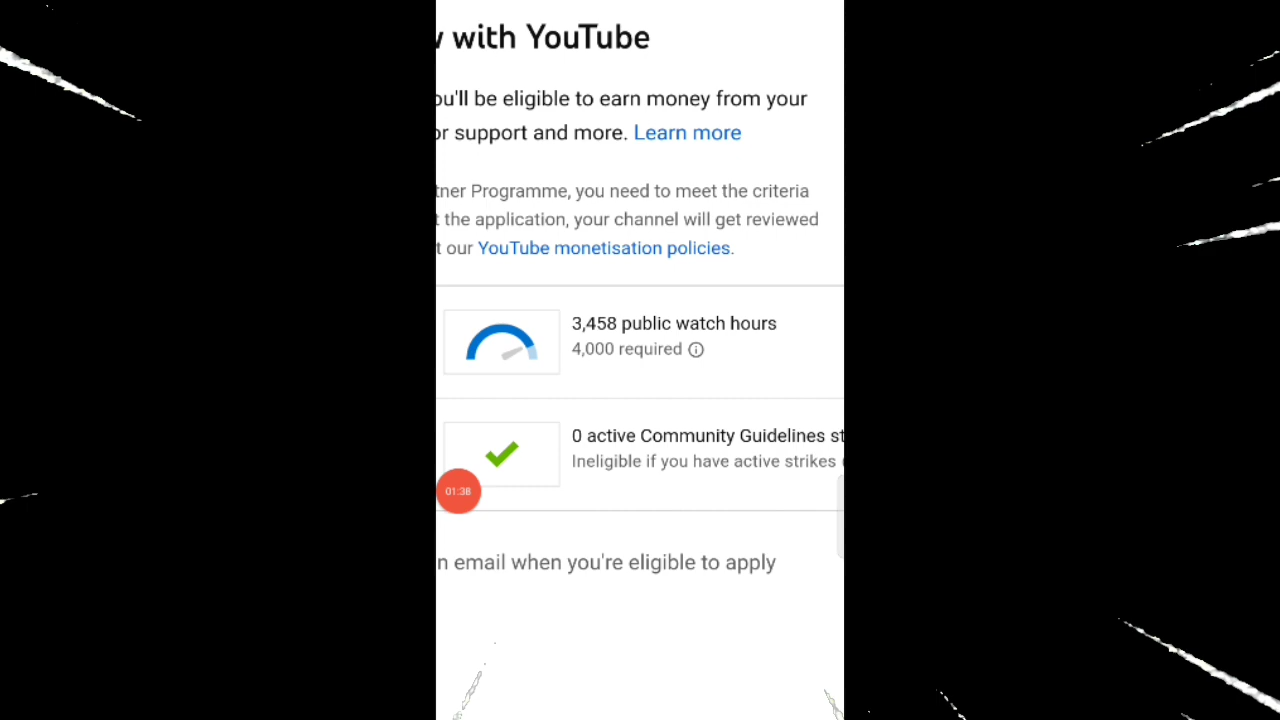 with YouTube
ou'll be eligible to earn money from your
or support and more. Learn more
tner Programme, you need to meet the criteria
t the application, your channel will get reviewed
t our YouTube monetisation policies.
3,458 public watch hours
4,000 required
0 active Community Guidelines st
Ineligible if you have active strikes
01:38
n email when you're eligible to apply